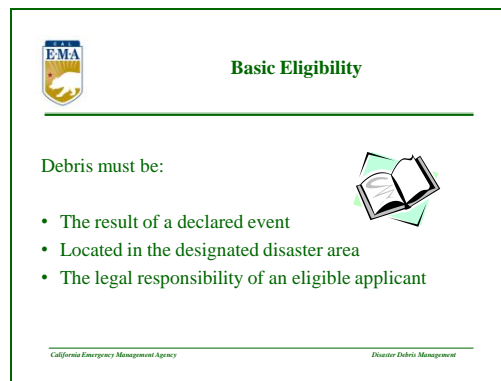 CAL
EMA
Basic Eligibility
Debris must be:
• The result of a declared event
• Located in the designated disaster area
• The legal responsibility of an eligible applicant
California Emergency Management Agency
Disaster Debris Management